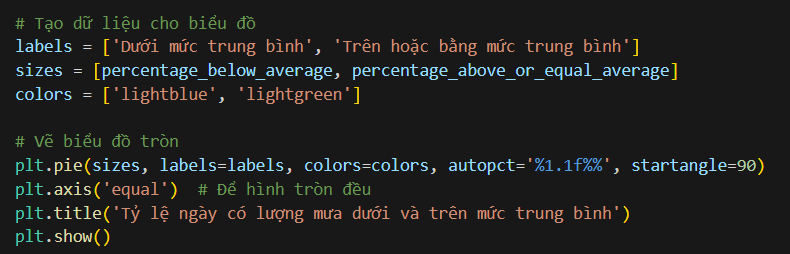 # Tạo dữ liệu cho biểu đồ
labels = ['Dưới mức trung bình', 'Trên hoặc bằng mức trung bình']
sizes = [percentage_below_average, percentage_above_or_equal_average]
colors = ['lightblue', 'lightgreen']
# Vẽ biểu đồ tròn
plt.pie(sizes, labels=labels, colors=colors, autopct='%1.1f%%', startangle=90)
plt.axis('equal')  # Để hình tròn đều
plt.title('Tỷ lệ ngày có lượng mưa dưới và trên mức trung bình')
plt.show()